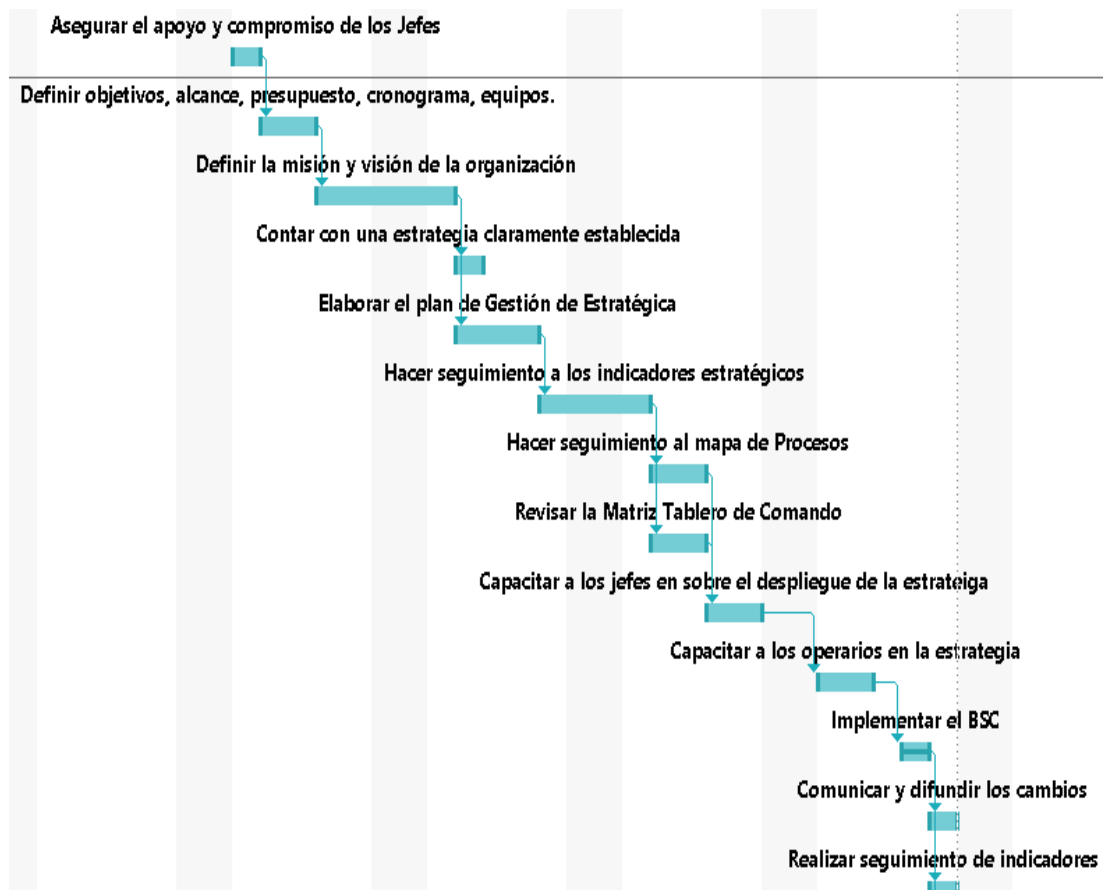 Asegurar el apoyo y compromiso de los Jefes
Definir objetivos, alcance, presupuesto, cronograma, equipos.
Definir la misión y visión de la organización
Contar con una estrategia claramente establecida
Elaborar el plan de Gestión de Estratégica
Hacer seguimiento a los indicadores estratégicos
Hacer seguimiento al mapa de Procesos
Revisar la Matriz Tablero de Comando
Capacitar a los jefes en sobre el despliegue de la estrateiga
Capacitar a los operarios en la estrategia
Implementar el BSC
Comunicar y difundir los cambios
Realizar seguimiento de indicadores